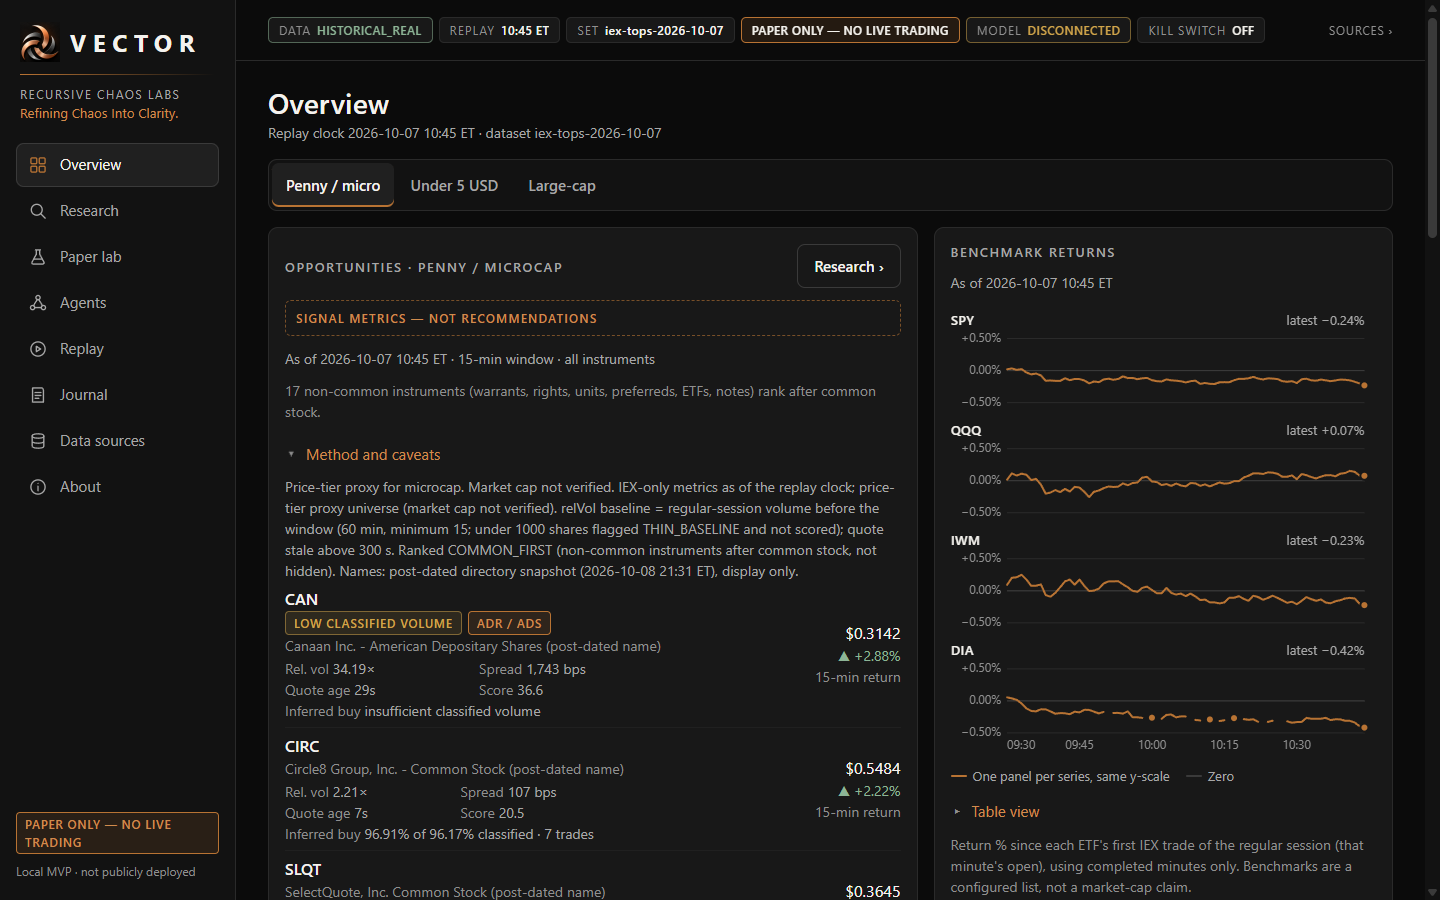 VECTOR
RECURSIVE CHAOS LABS
Refining Chaos Into Clarity.
Overview
Research
Paper lab
Agents
Replay
Journal
Data sources
About
PAPER ONLY — NO LIVE
TRADING
Local MVP · not publicly deployed
DATA HISTORICAL_REAL
REPLAY 10:45 ET
SET iex-tops-2026-10-07
PAPER ONLY — NO LIVE TRADING
MODEL DISCONNECTED
KILL SWITCH OFF
SOURCES ›
Overview
Replay clock 2026-10-07 10:45 ET · dataset iex-tops-2026-10-07
Penny / micro
Under 5 USD
Large-cap
OPPORTUNITIES · PENNY / MICROCAP
Research ›
SIGNAL METRICS — NOT RECOMMENDATIONS
As of 2026-10-07 10:45 ET · 15-min window · all instruments
17 non-common instruments (warrants, rights, units, preferreds, ETFs, notes) rank after common
stock.
Method and caveats
Price-tier proxy for microcap. Market cap not verified. IEX-only metrics as of the replay clock; price-
tier proxy universe (market cap not verified). relVol baseline = regular-session volume before the
window (60 min, minimum 15; under 1000 shares flagged THIN_BASELINE and not scored); quote
stale above 300 s. Ranked COMMON_FIRST (non-common instruments after common stock, not
hidden). Names: post-dated directory snapshot (2026-10-08 21:31 ET), display only.
CAN
LOW CLASSIFIED VOLUME
ADR / ADS
Canaan Inc. - American Depositary Shares (post-dated name)
Rel. vol 34.19×
Spread 1,743 bps
Quote age 29s
Score 36.6
Inferred buy insufficient classified volume
$0.3142
▲ +2.88%
15-min return
CIRC
Circle8 Group, Inc. - Common Stock (post-dated name)
Rel. vol 2.21×
Spread 107 bps
Quote age 7s
Score 20.5
Inferred buy 96.91% of 96.17% classified · 7 trades
$0.5484
▲ +2.22%
15-min return
SLQT
SelectQuote, Inc. Common Stock (post-dated name)
$0.3645
BENCHMARK RETURNS
As of 2026-10-07 10:45 ET
SPY
latest −0.24%
+0.50%
0.00%
−0.50%
QQQ
latest +0.07%
+0.50%
0.00%
−0.50%
IWM
latest −0.23%
+0.50%
0.00%
−0.50%
DIA
latest −0.42%
+0.50%
0.00%
−0.50%
09:30
09:45
10:00
10:15
10:30
One panel per series, same y-scale
Zero
Table view
Return % since each ETF's first IEX trade of the regular session (that
minute's open), using completed minutes only. Benchmarks are a
configured list, not a market-cap claim.